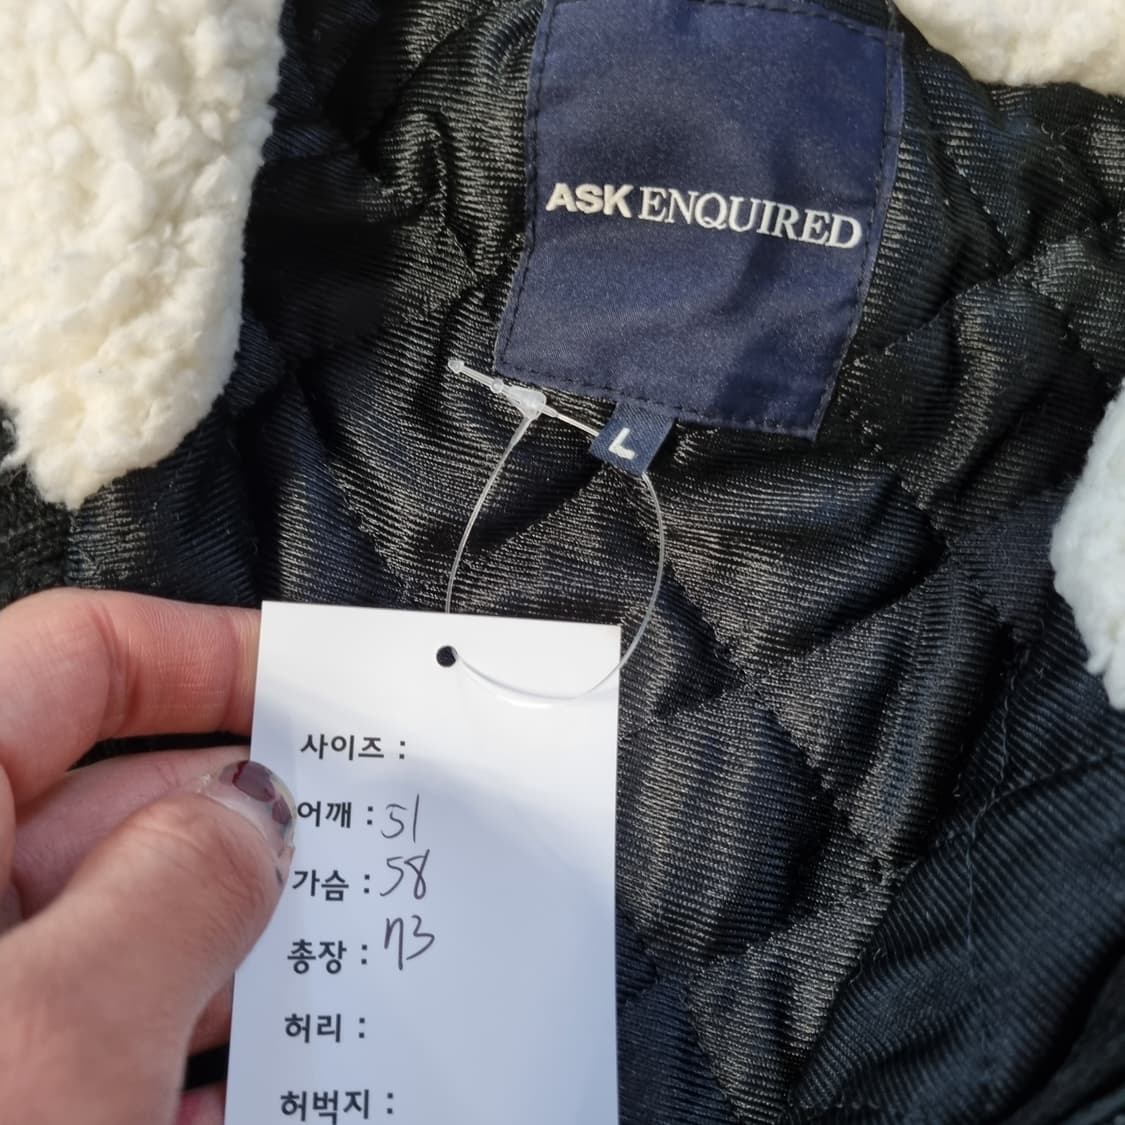 ASK ENQUIRED
L
사이즈 :
어깨 : 51
가슴 : 58
총장 : 73
허리 :
허벅지 :